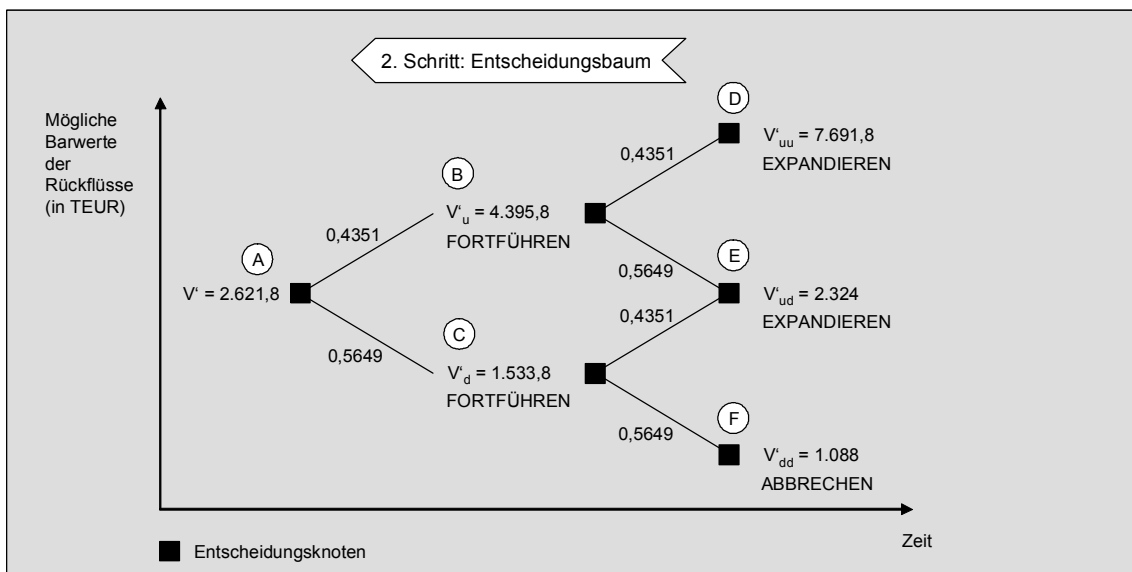 2. Schritt: Entscheidungsbaum
Mögliche
Barwerte
der
Rückflüsse
(in TEUR)
A
V‘ = 2.621,8
0,4351
0,5649
B
V‘u = 4.395,8
FORTFÜHREN
C
V‘d = 1.533,8
FORTFÜHREN
0,4351
0,5649
0,4351
0,5649
D
V‘uu = 7.691,8
EXPANDIEREN
E
V‘ud = 2.324
EXPANDIEREN
F
V‘dd = 1.088
ABBRECHEN
Zeit
Entscheidungsknoten